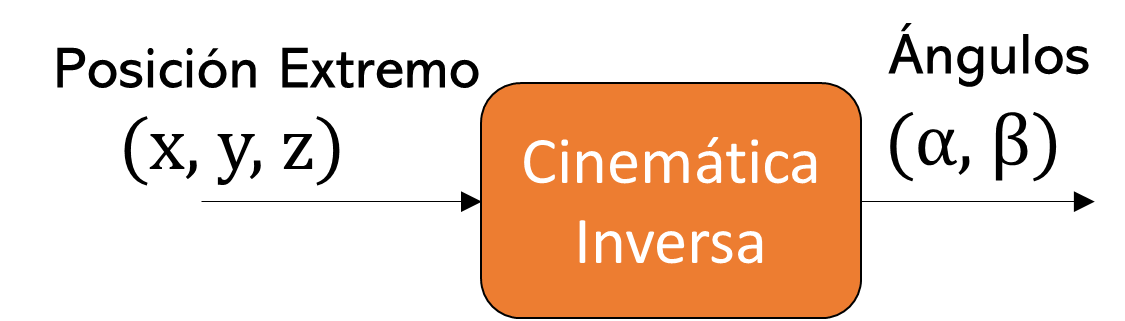 Posición Extremo
(x, y, z)
Cinemática
Inversa
Ángulos
(α, β)